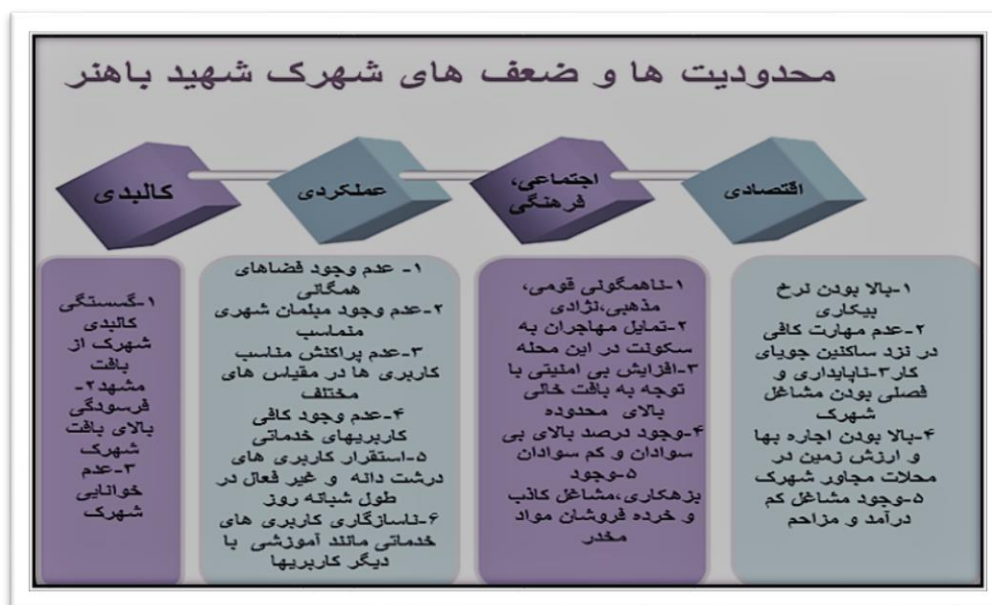 محدودیت ها و ضعف های شهرک شهید باهنر
اقتصادی
اجتماعی،
فرهنگی
عملکردی
کالبدی
۱-بالا بودن نرخ
بیکاری
۲-عدم مهارت کافی
در نزد ساکنین جویای
کار۳-ناپایداری و
فصلی بودن مشاغل
شهرک
۴-بالا بودن اجاره بها
و ارزش زمین در
محلات مجاور شهرک
۵-وجود مشاغل کم
درآمد و مزاحم
۱-ناهمگونی قومی،
مذهبی،نژادی
۲-تمایل مهاجران به
سکونت در این محله
۳-افزایش بی امنیتی با
توجه به بافت خالی
بالای محدوده
۴-وجود درصد بالای بی
سوادان و کم سوادان
۵-وجود
بزهکاری،مشاغل کاذب
و خرده فروشان مواد
مخدر
۱- عدم وجود فضاهای
همگانی
۲-عدم وجود مبلمان شهری
متماسب
۳-عدم پراکنش مناسب
کاربری ها در مقیاس های
مختلف
۴-عدم وجود کافی
کاربریهای خدماتی
۵-استقرار کاربری های
درشت دانه و غیر فعال در
طول شبانه روز
۶-ناسازگاری کاربری های
خدماتی مانند آموزشی با
دیگر کاربریها
۱-گسستگی
کالبدی
شهرک از
بافت
مشهد۲-
فرسودگی
بالای بافت
شهرک
۳-عدم
خوانایی
شهرک